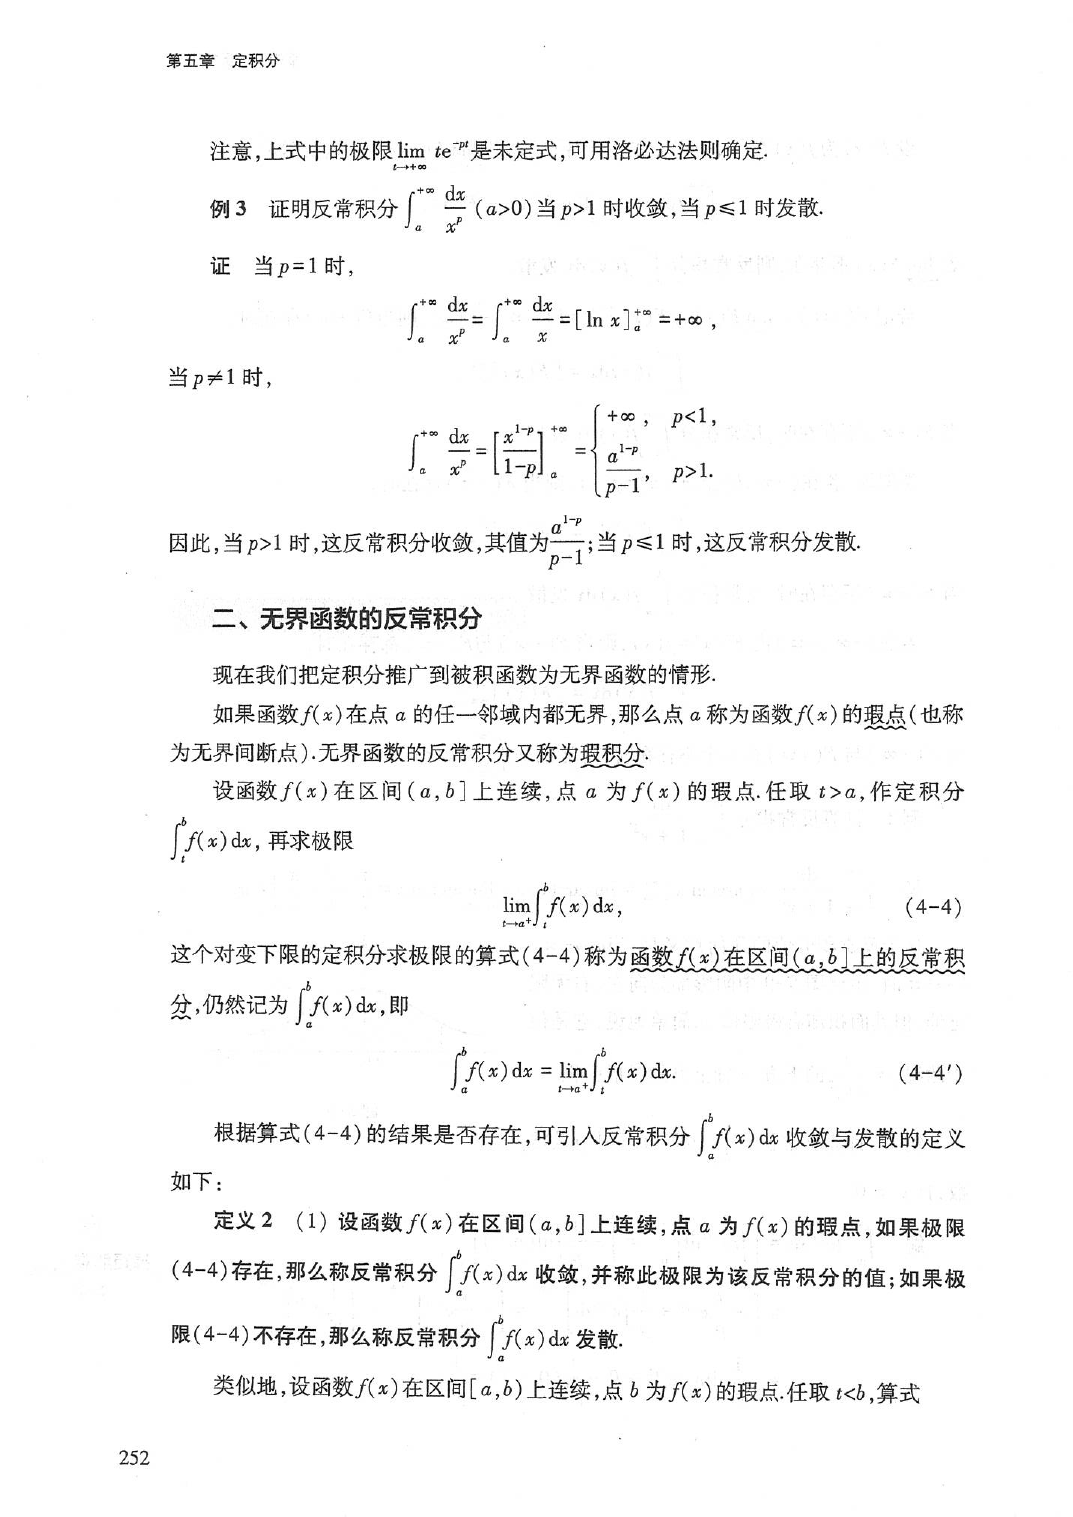 第五章 定积分
注意,上式中的极限 lim_{t→+∞} te^{-pt} 是未定式,可用洛必达法则确定.
例 3 证明反常积分 ∫_a^{+∞} dx/x^p (a>0)当 p>1 时收敛,当 p≤1 时发散.
证 当 p=1 时,
∫_a^{+∞} dx/x^p = ∫_a^{+∞} dx/x = [ln x]_a^{+∞} = +∞ ,
当 p≠1 时,
∫_a^{+∞} dx/x^p = [x^{1-p}/(1-p)]_a^{+∞} = { +∞ , p<1, a^{1-p}/(p-1), p>1.
因此,当 p>1 时,这反常积分收敛,其值为 a^{1-p}/(p-1);当 p≤1 时,这反常积分发散.
二、无界函数的反常积分
现在我们把定积分推广到被积函数为无界函数的情形.
如果函数 f(x)在点 a 的任一邻域内都无界,那么点 a 称为函数 f(x)的瑕点(也称
为无界间断点).无界函数的反常积分又称为瑕积分.
设函数 f(x)在区间(a,b]上连续,点 a 为 f(x)的瑕点.任取 t>a,作定积分
∫_t^b f(x)dx, 再求极限
lim_{t→a⁺} ∫_t^b f(x)dx, (4-4)
这个对变下限的定积分求极限的算式(4-4)称为函数 f(x)在区间(a,b]上的反常积
分,仍然记为 ∫_a^b f(x)dx,即
∫_a^b f(x)dx = lim_{t→a⁺} ∫_t^b f(x)dx. (4-4′)
根据算式(4-4)的结果是否存在,可引入反常积分 ∫_a^b f(x)dx 收敛与发散的定义
如下:
定义 2 (1) 设函数 f(x)在区间(a,b]上连续,点 a 为 f(x)的瑕点,如果极限
(4-4)存在,那么称反常积分 ∫_a^b f(x)dx 收敛,并称此极限为该反常积分的值;如果极
限(4-4)不存在,那么称反常积分 ∫_a^b f(x)dx 发散.
类似地,设函数 f(x)在区间[a,b)上连续,点 b 为 f(x)的瑕点.任取 t<b,算式
252